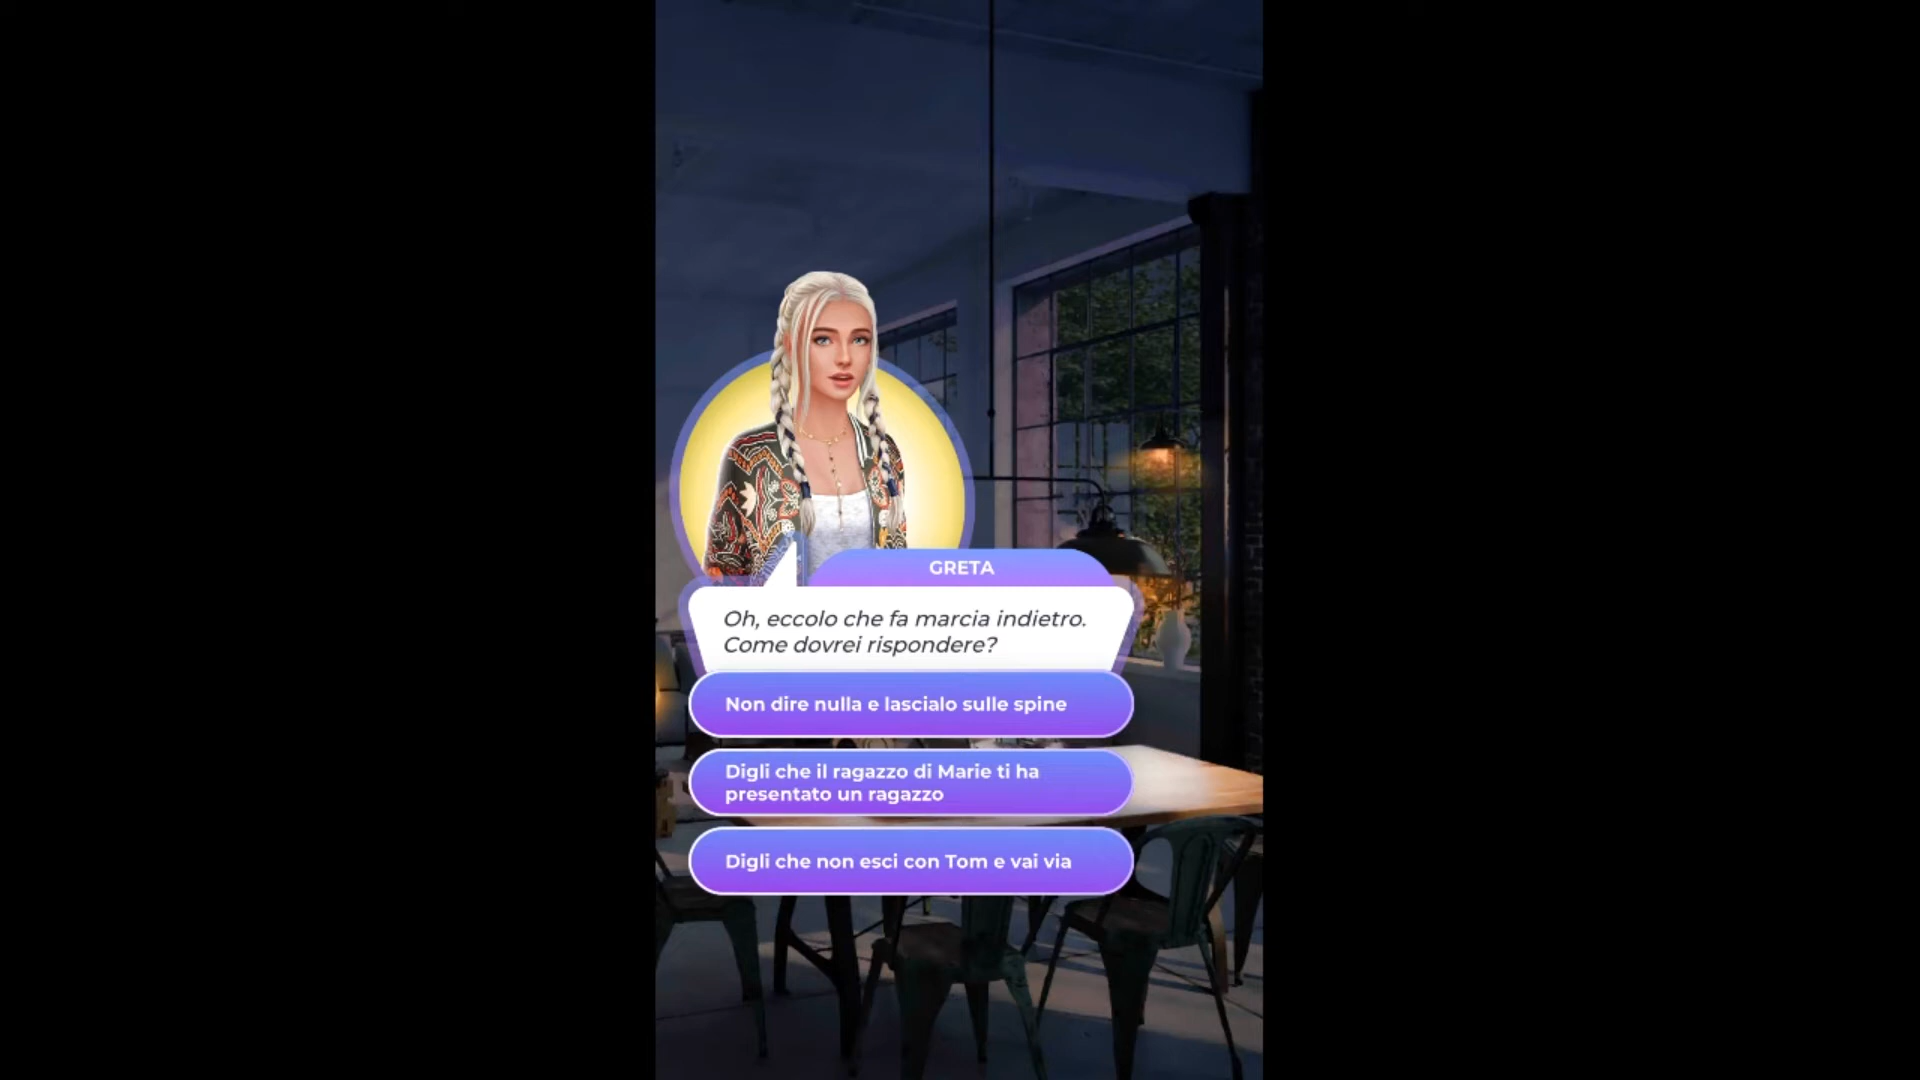 GRETA
Oh, eccolo che fa marcia indietro.
Come dovrei rispondere?
Non dire nulla e lascialo sulle spine
Digli che il ragazzo di Marie ti ha
presentato un ragazzo
Digli che non esci con Tom e vai via